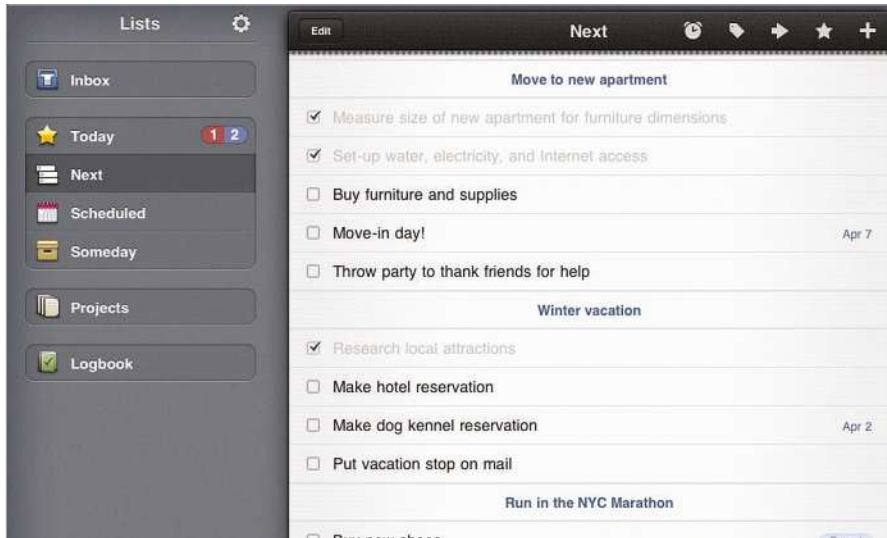 Lists
Inbox
Today 1 2
Next
Scheduled
Someday
Projects
Logbook
Edit Next
Move to new apartment
Measure size of new apartment for furniture dimensions
Set-up water, electricity, and Internet access
Buy furniture and supplies
Move-in day! Apr 7
Throw party to thank friends for help
Winter vacation
Research local attractions
Make hotel reservation
Make dog kennel reservation Apr 2
Put vacation stop on mail
Run in the NYC Marathon